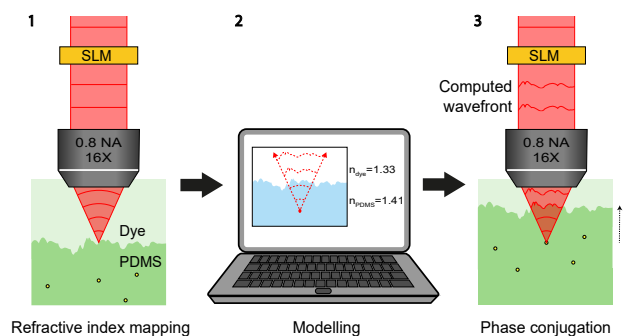 1
SLM
0.8 NA
16X
Dye
PDMS
Refractive index mapping
2
n_dye=1.33
n_PDMS=1.41
Modelling
3
SLM
Computed
wavefront
0.8 NA
16X
Phase conjugation